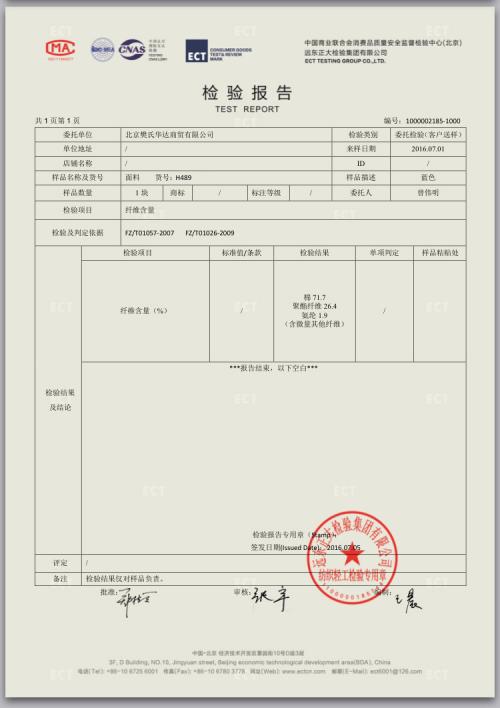 CMA
ilac-MRA
CNAS
ECT
CONSUMER GOODS
TEST & REVIEW
MARK
中国商业联合会消费品质量安全监督检验中心(北京)
远东正大检验集团有限公司
ECT TESTING GROUP CO.,LTD.
检验报告
TEST REPORT
共1页第1页 编号：1000002185-1000
委托单位 北京樊氏华达商贸有限公司 检验类别 委托检验(客户送样)
单位地址 / 来样日期 2016.07.01
店铺名称 / ID /
样品名称及货号 面料 货号：H489 样品描述 蓝色
样品数量 1 块 商标 / 标注等级 / 委托人 曾伟明
检验项目 纤维含量
检验及判定依据 FZ/T01057-2007 FZ/T01026-2009
检验项目 标准值/条款 检验结果 单项判定 样品粘贴处
纤维含量（%） /
棉 71.7
聚酯纤维 26.4
氨纶 1.9
（含微量其他纤维）
/
***报告结束，以下空白***
检验结果
及结论
检验报告专用章（Stamp）
签发日期(Issued Date)： 2016.07.05
远东正大检验集团有限公司
纺织轻工检验专用章
评定 /
备注 检验结果仅对样品负责。
批准： 审核： 编制：
中国·北京 经济技术开发区景园街10号D座3层
3F, D Building, NO.10, Jingyuan street, Beijing economic technological development area(BDA), China
电话(Tel): +86-10 6725 6001 传真(Fax): +86-10 6780 3778 网址(Web): www.ectcn.com 邮箱(E-Mail): ect6001@126.com